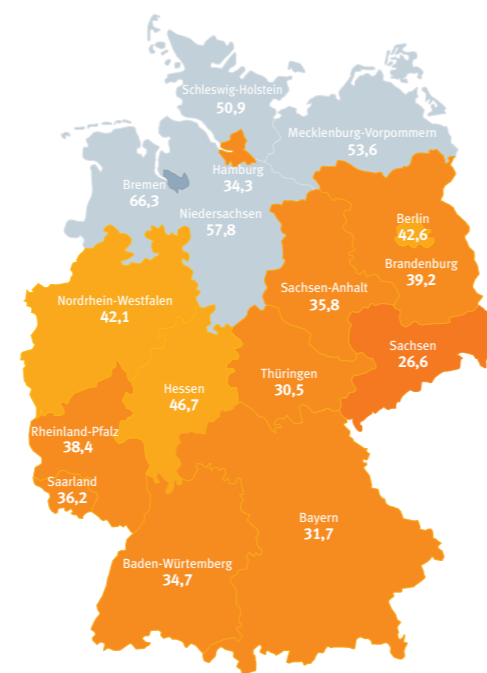 Schleswig-Holstein
50,9
Mecklenburg-Vorpommern
53,6
Hamburg
34,3
Bremen
66,3
Niedersachsen
57,8
Berlin
42,6
Brandenburg
39,2
Sachsen-Anhalt
35,8
Nordrhein-Westfalen
42,1
Sachsen
26,6
Thüringen
30,5
Hessen
46,7
Rheinland-Pfalz
38,4
Saarland
36,2
Bayern
31,7
Baden-Würtemberg
34,7